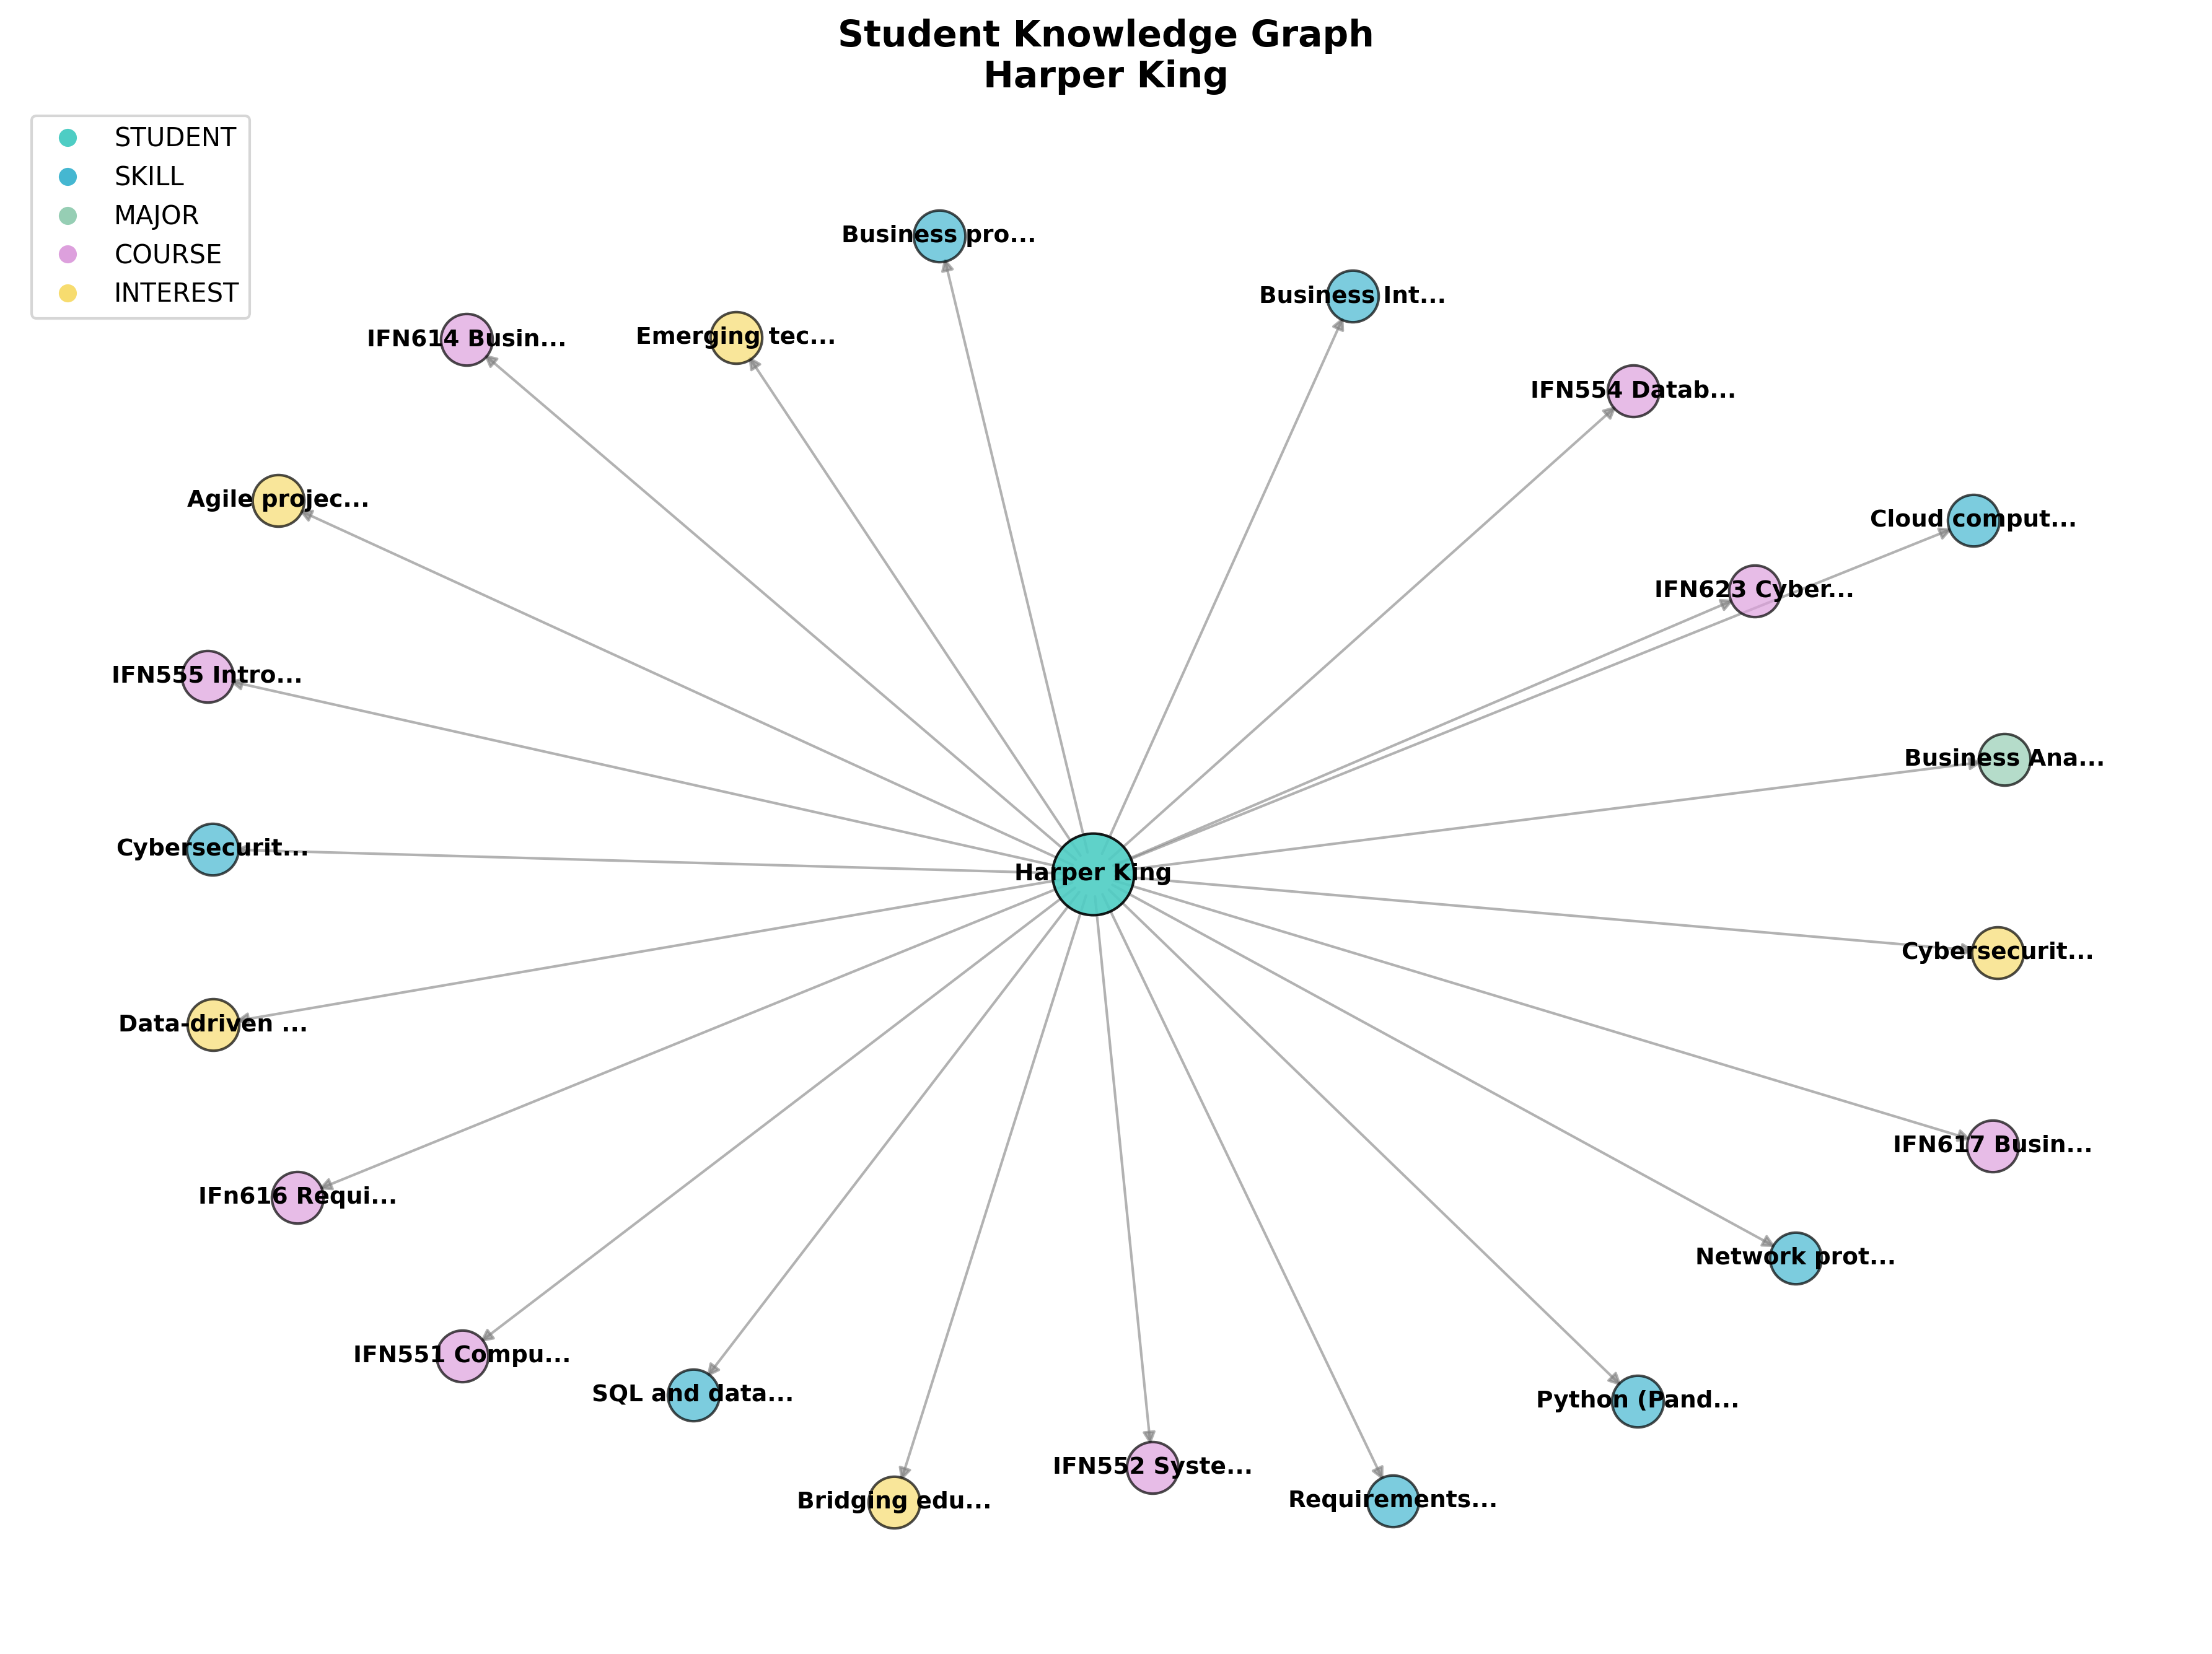 Student Knowledge Graph
Harper King
STUDENT
SKILL
MAJOR
COURSE
INTEREST
Business pro...
Business Int...
IFN614 Busin...
Emerging tec...
IFN554 Datab...
Agile projec...
Cloud comput...
IFN623 Cyber...
IFN555 Intro...
Business Ana...
Cybersecurit...
Harper King
Cybersecurit...
Data-driven ...
IFN617 Busin...
IFn616 Requi...
Network prot...
IFN551 Compu...
SQL and data...
Python (Pand...
IFN552 Syste...
Bridging edu...
Requirements...